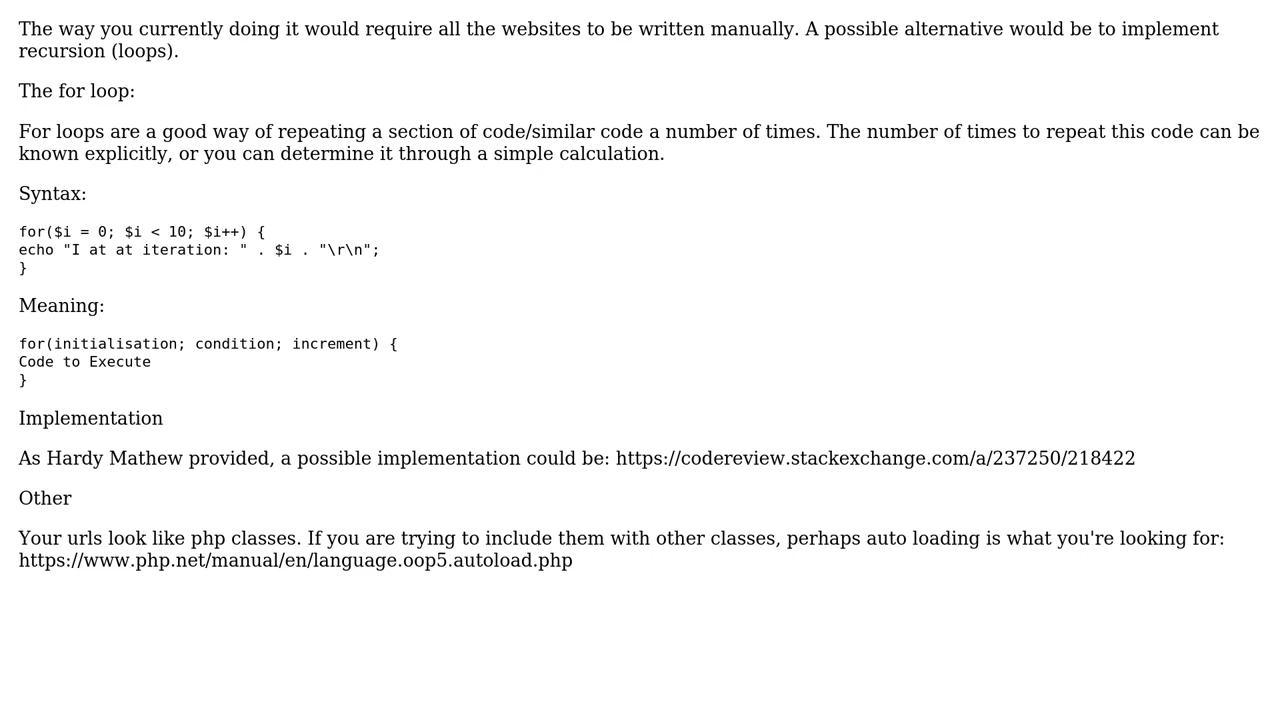 The way you currently doing it would require all the websites to be written manually. A possible alternative would be to implement
recursion (loops).
The for loop:
For loops are a good way of repeating a section of code/similar code a number of times. The number of times to repeat this code can be
known explicitly, or you can determine it through a simple calculation.
Syntax:
for($i = 0; $i < 10; $i++) {
echo "I at at iteration: " . $i . "\r\n";
}
Meaning:
for(initialisation; condition; increment) {
Code to Execute
}
Implementation
As Hardy Mathew provided, a possible implementation could be: https://codereview.stackexchange.com/a/237250/218422
Other
Your urls look like php classes. If you are trying to include them with other classes, perhaps auto loading is what you're looking for:
https://www.php.net/manual/en/language.oop5.autoload.php